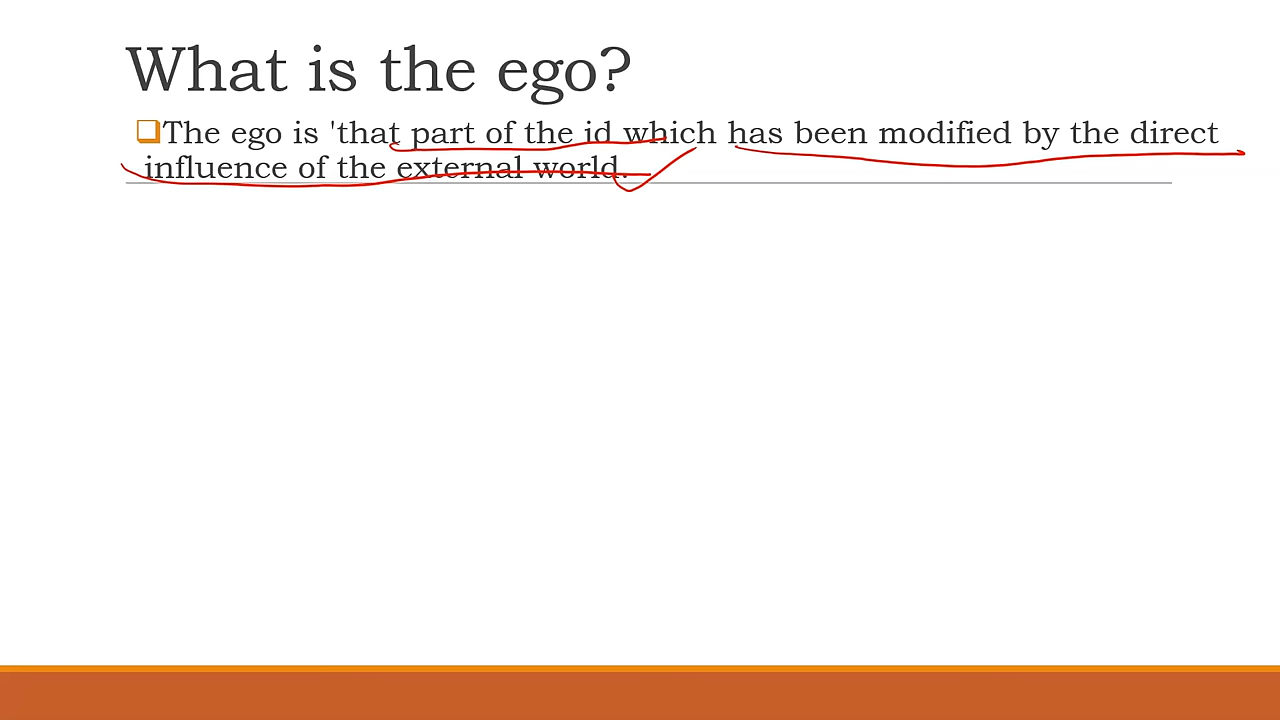 What is the ego?
The ego is 'that part of the id which has been modified by the direct
influence of the external world.